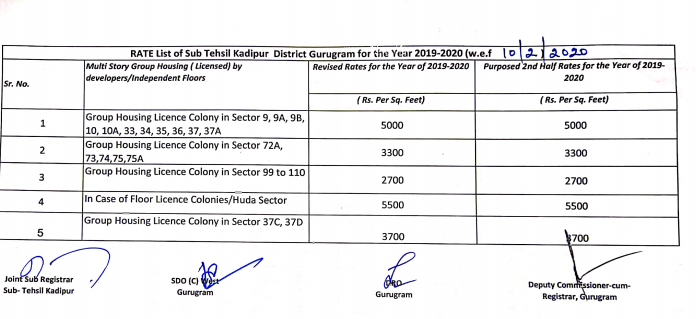 RATE List of Sub Tehsil Kadipur District Gurugram for the Year 2019-2020 (w.e.f 10/2/2020
Sr. No.
Multi Story Group Housing ( Licensed) by
developers/Independent Floors
Revised Rates for the Year of 2019-2020
Purposed 2nd Half Rates for the Year of 2019-
2020
( Rs. Per Sq. Feet)
( Rs. Per Sq. Feet)
1
Group Housing Licence Colony in Sector 9, 9A, 9B,
10, 10A, 33, 34, 35, 36, 37, 37A
5000
5000
2
Group Housing Licence Colony in Sector 72A,
73,74,75,75A
3300
3300
3
Group Housing Licence Colony in Sector 99 to 110
2700
2700
4
In Case of Floor Licence Colonies/Huda Sector
5500
5500
5
Group Housing Licence Colony in Sector 37C, 37D
3700
3700
Joint Sub Registrar
Sub- Tehsil Kadipur
SDO (C) West
Gurugram
DRO
Gurugram
Deputy Commissioner-cum-
Registrar, Gurugram